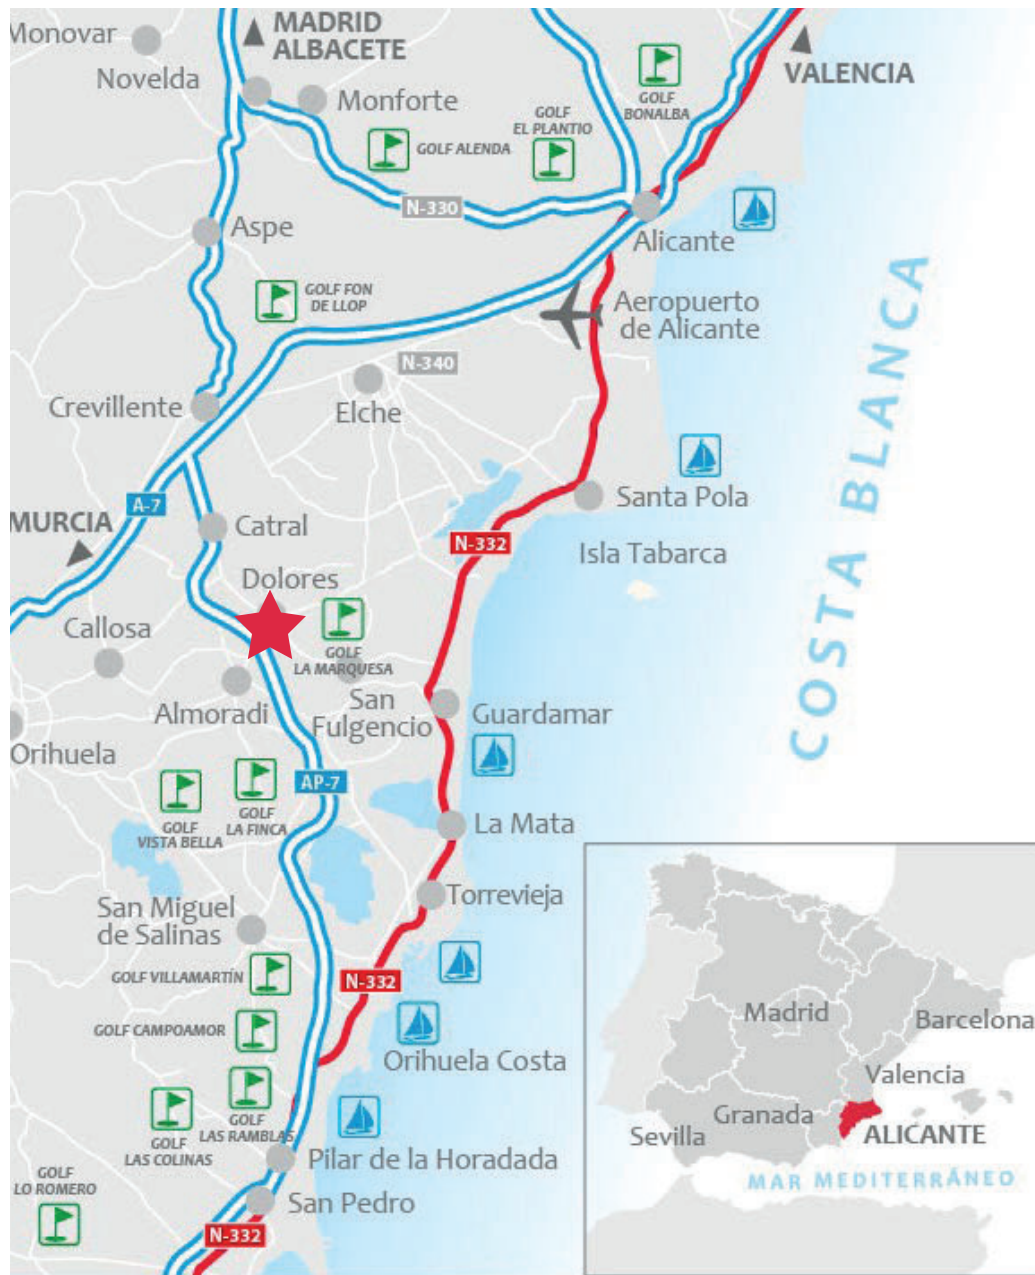 Monovar
MADRID
ALBACETE
VALENCIA
Novelda
Monforte
GOLF
BONALBA
GOLF
EL PLANTIO
GOLF ALENDA
N-330
Aspe
Alicante
GOLF FON
DE LLOP
Aeropuerto
de Alicante
N-340
Crevillente
Elche
COSTA BLANCA
A-7
Santa Pola
MURCIA
Catral
N-332
Isla Tabarca
Dolores
Callosa
GOLF
LA MARQUESA
San
Fulgencio
Almoradi
Guardamar
Orihuela
AP-7
GOLF
VISTA BELLA
GOLF
LA FINCA
La Mata
Torrevieja
San Miguel
de Salinas
GOLF VILLAMARTÍN
N-332
GOLF CAMPOAMOR
Orihuela Costa
GOLF
LAS RAMBLAS
GOLF
LAS COLINAS
Pilar de la Horadada
GOLF
LO ROMERO
San Pedro
N-332
Madrid
Barcelona
Valencia
Granada
Sevilla
ALICANTE
MAR MEDITERRÂNEO